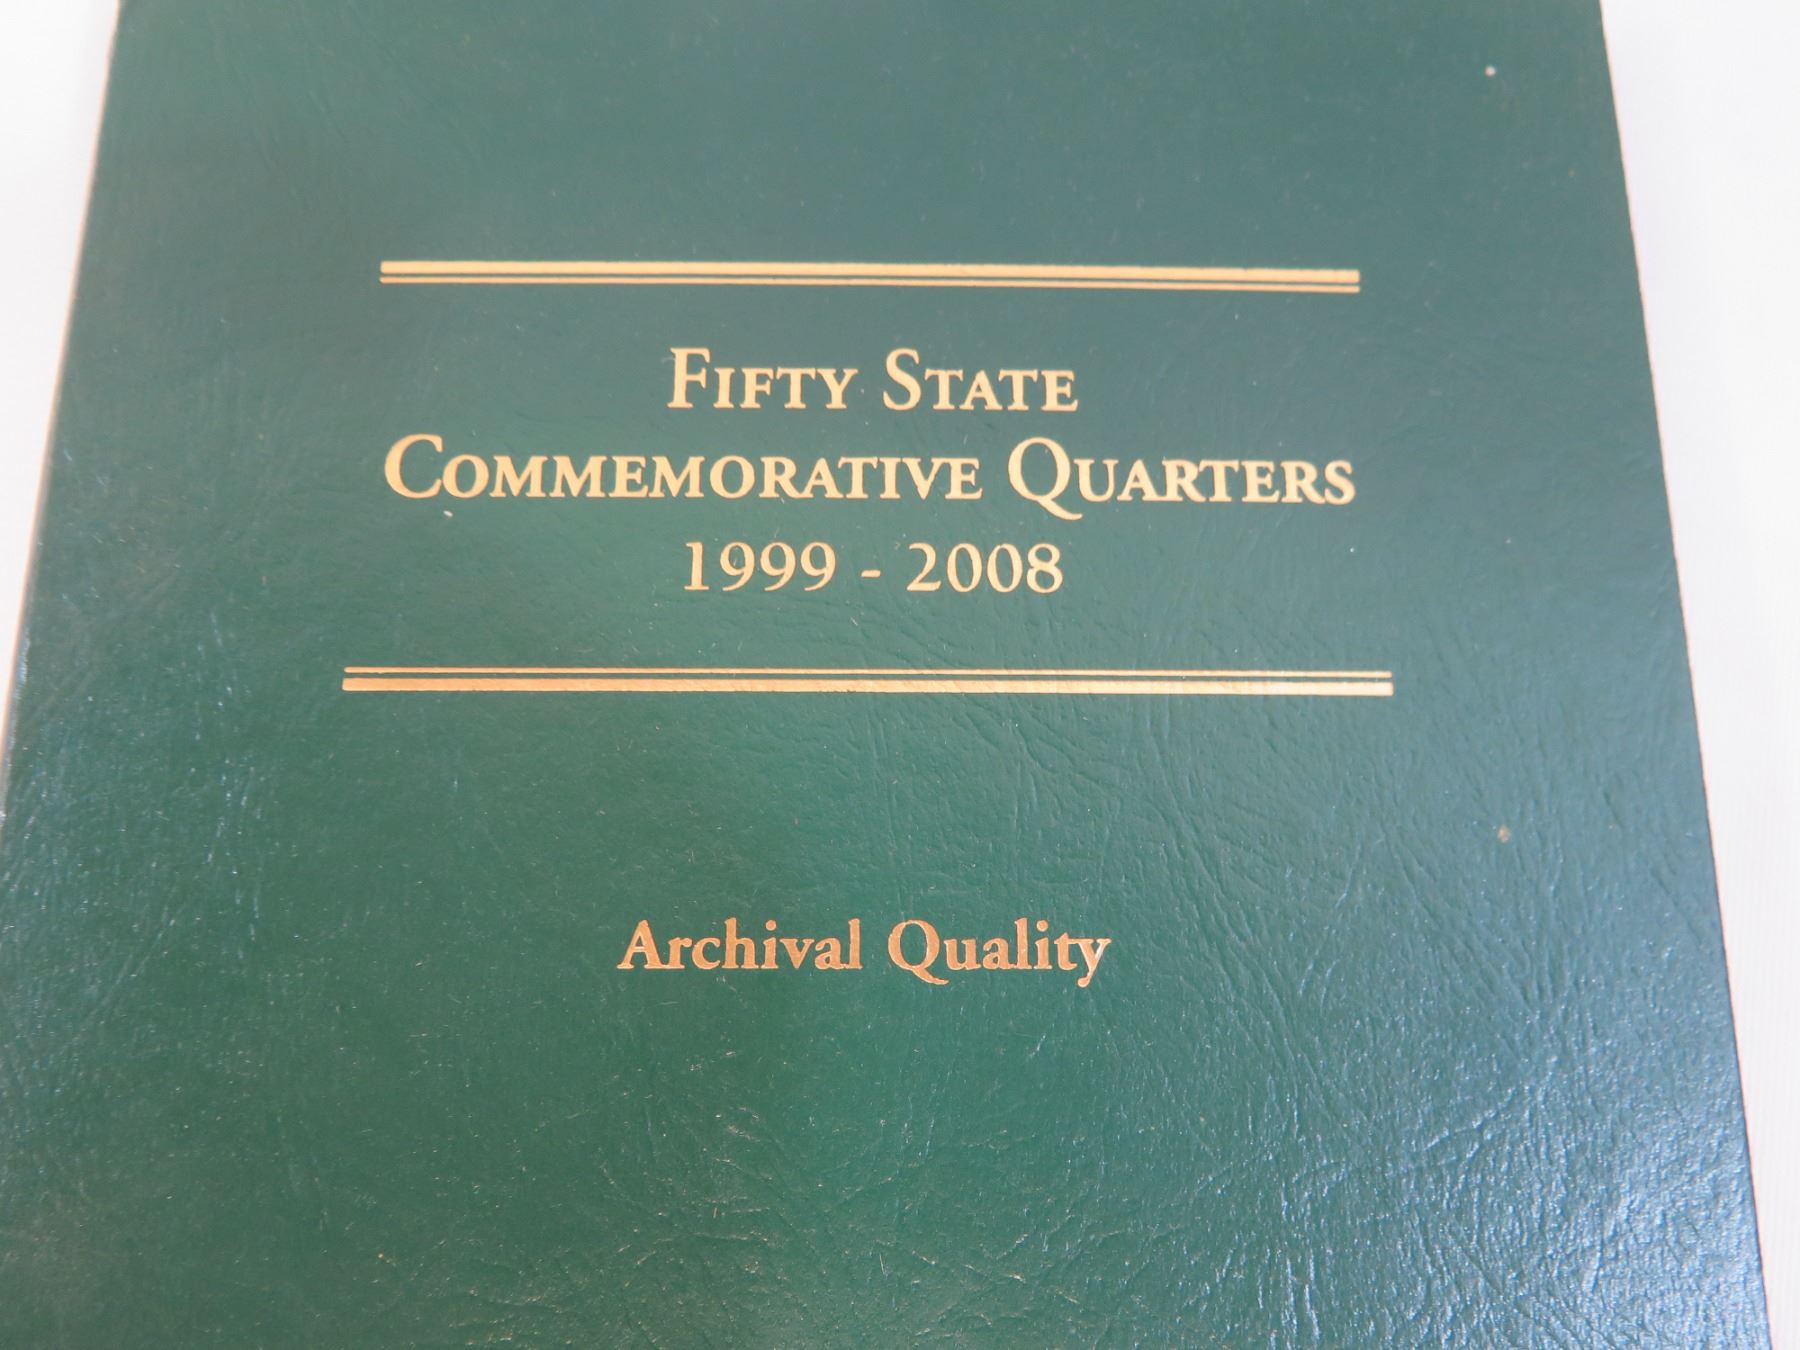 Fifty State
Commemorative Quarters
1999 - 2008
Archival Quality